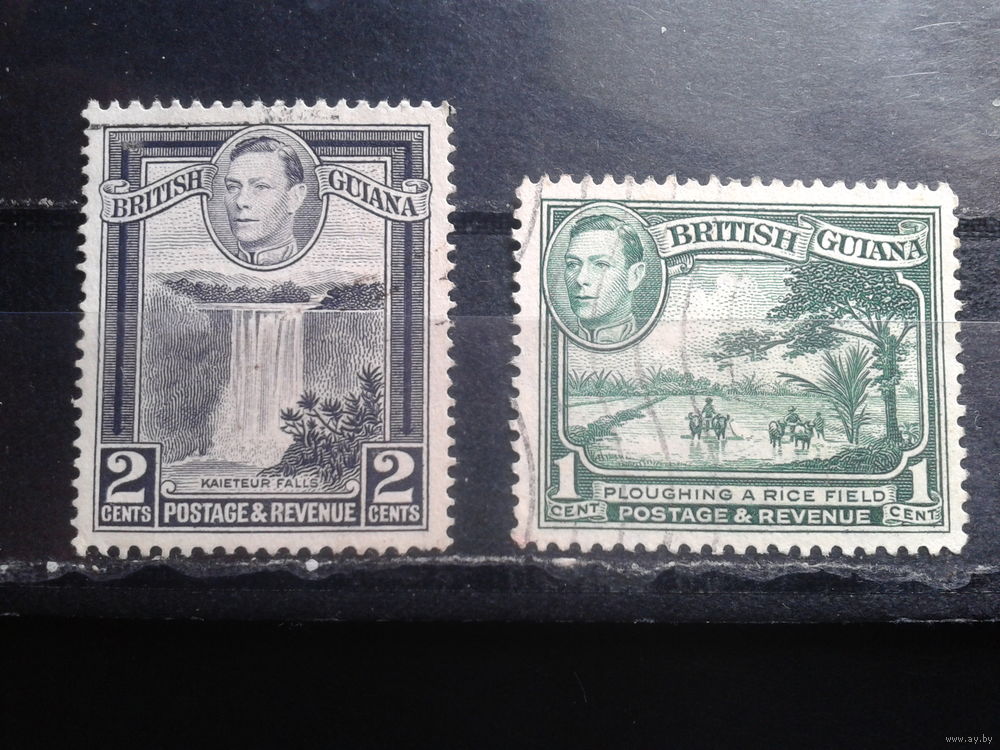 BRITISH GUIANA
KAIETEUR FALLS
2 CENTS POSTAGE & REVENUE 2 CENTS
BRITISH GUIANA
PLOUGHING A RICE FIELD
1 CENT POSTAGE & REVENUE 1 CENT
www.ay.by